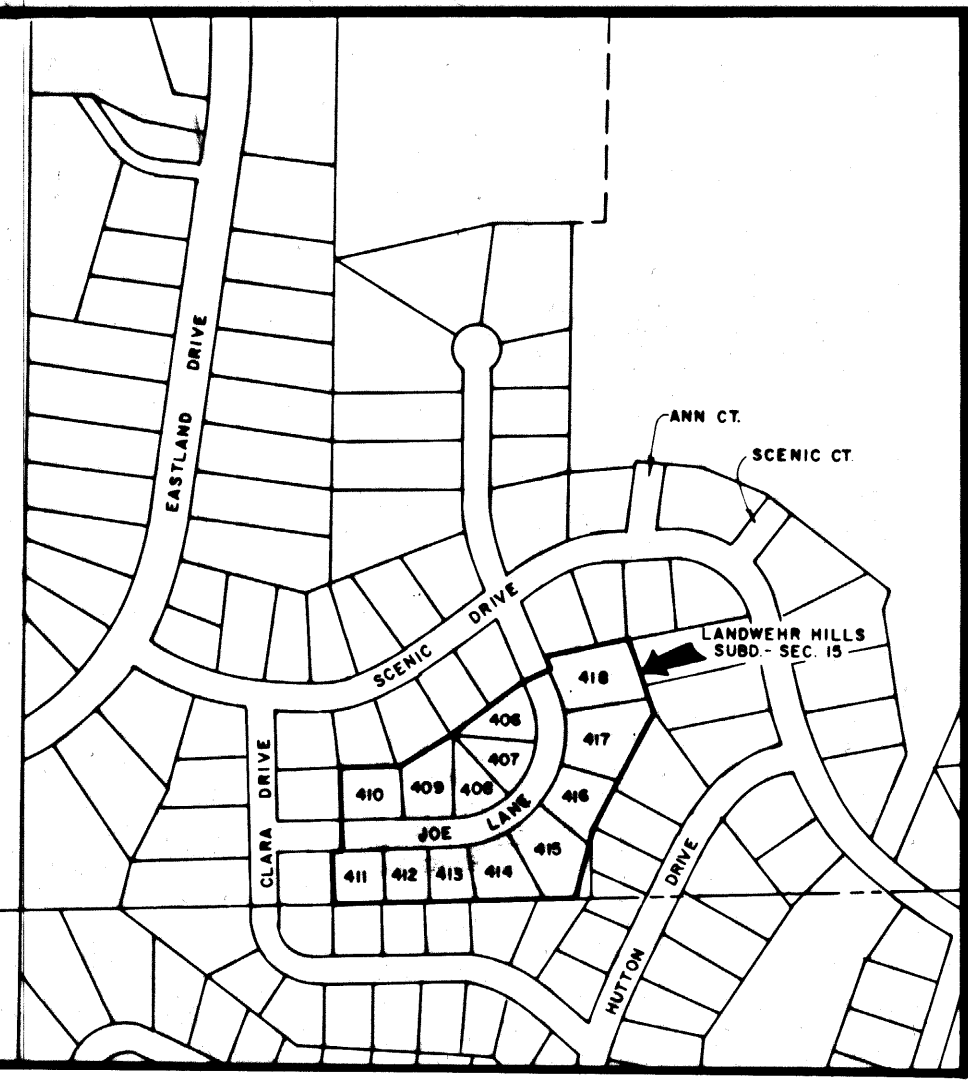 EASTLAND DRIVE
ANN CT.
SCENIC CT.
SCENIC DRIVE
LANDWEHR HILLS
SUBD. - SEC. 15
418
406
417
407
409
408
410
416
JOE LANE
CLARA DRIVE
415
411
412
413
414
HUTTON DRIVE